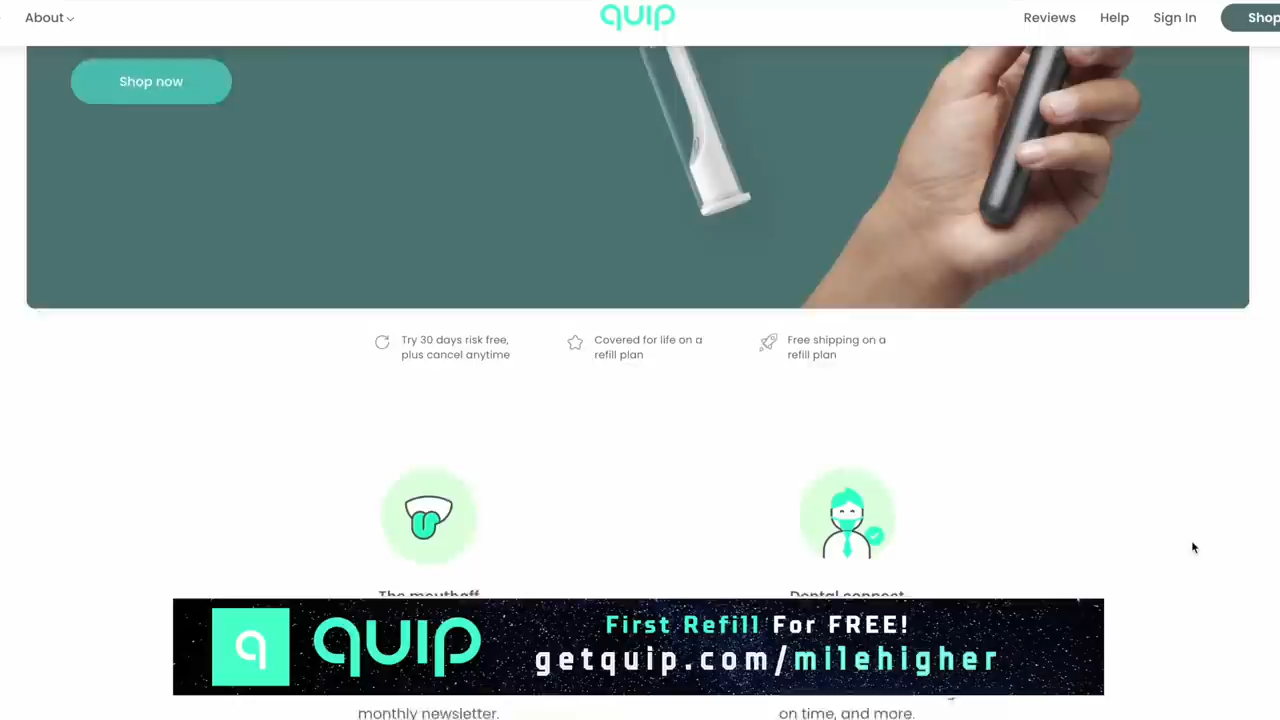 About
quip
Reviews
Help
Sign In
Shop
Shop now
Try 30 days risk free,
plus cancel anytime
Covered for life on a
refill plan
Free shipping on a
refill plan
q quip
First Refill For FREE!
getquip.com/milehigher
monthly newsletter.
on time, and more.